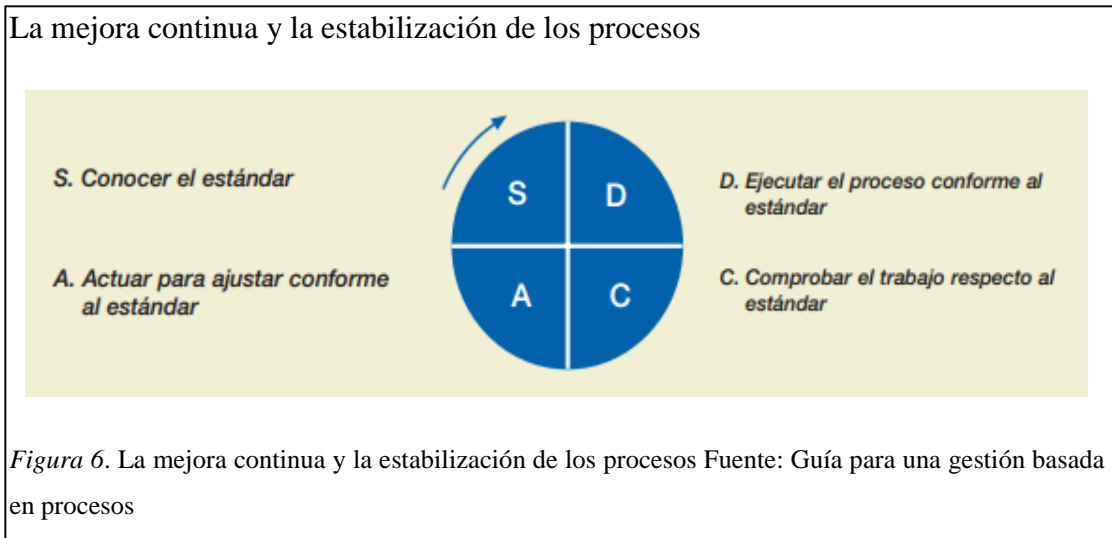 La mejora continua y la estabilización de los procesos
S. Conocer el estándar
A. Actuar para ajustar conforme
al estándar
S
D
A
C
D. Ejecutar el proceso conforme al
estándar
C. Comprobar el trabajo respecto al
estándar
Figura 6. La mejora continua y la estabilización de los procesos Fuente: Guía para una gestión basada
en procesos